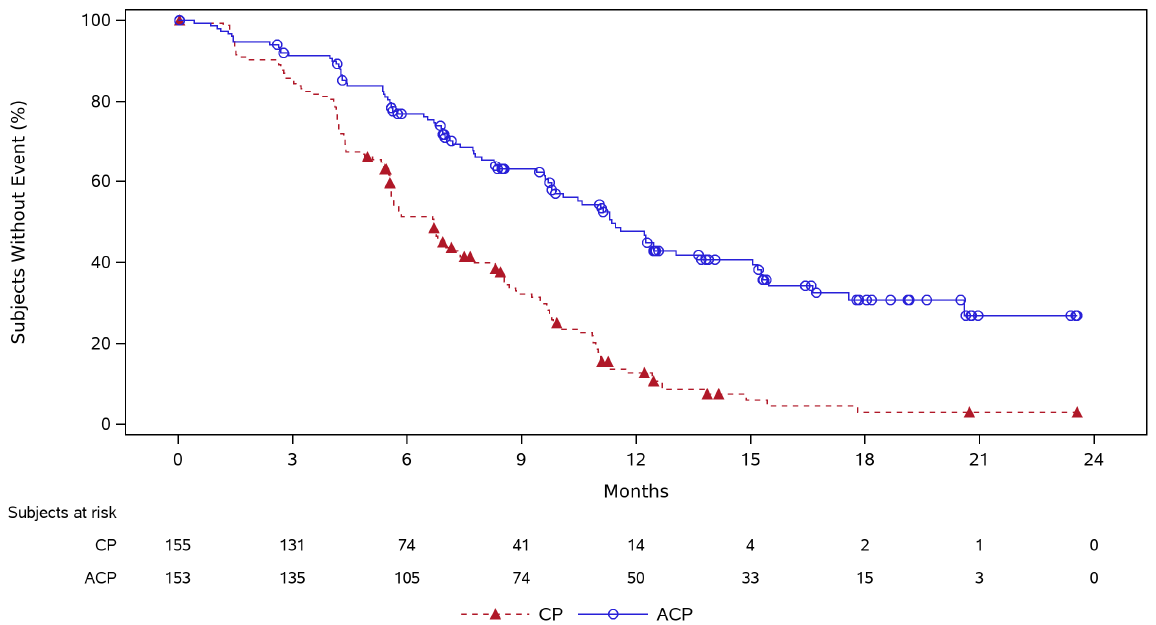 Subjects Without Event (%)
100
80
60
40
20
0
0 3 6 9 12 15 18 21 24
Months
Subjects at risk
CP 155 131 74 41 14 4 2 1 0
ACP 153 135 105 74 50 33 15 3 0
CP ACP